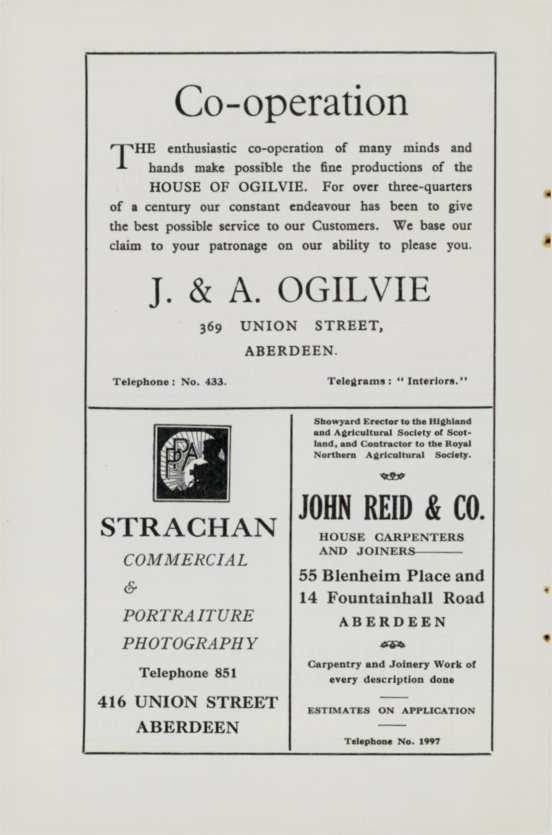 Co-operation
THE enthusiastic co-operation of many minds and
hands make possible the fine productions of the
HOUSE OF OGILVIE. For over three-quarters
of a century our constant endeavour has been to give
the best possible service to our Customers. We base our
claim to your patronage on our ability to please you.
J. & A. OGILVIE
369 UNION STREET,
ABERDEEN.
Telephone : No. 433. Telegrams : " Interiors."
STRACHAN
COMMERCIAL
&
PORTRAITURE
PHOTOGRAPHY
Telephone 851
416 UNION STREET
ABERDEEN
Showyard Erector to the Highland
and Agricultural Society of Scot-
land, and Contractor to the Royal
Northern Agricultural Society.
JOHN REID & CO.
HOUSE CARPENTERS
AND JOINERS
55 Blenheim Place and
14 Fountainhall Road
ABERDEEN
Carpentry and Joinery Work of
every description done
ESTIMATES ON APPLICATION
Telephone No. 1997